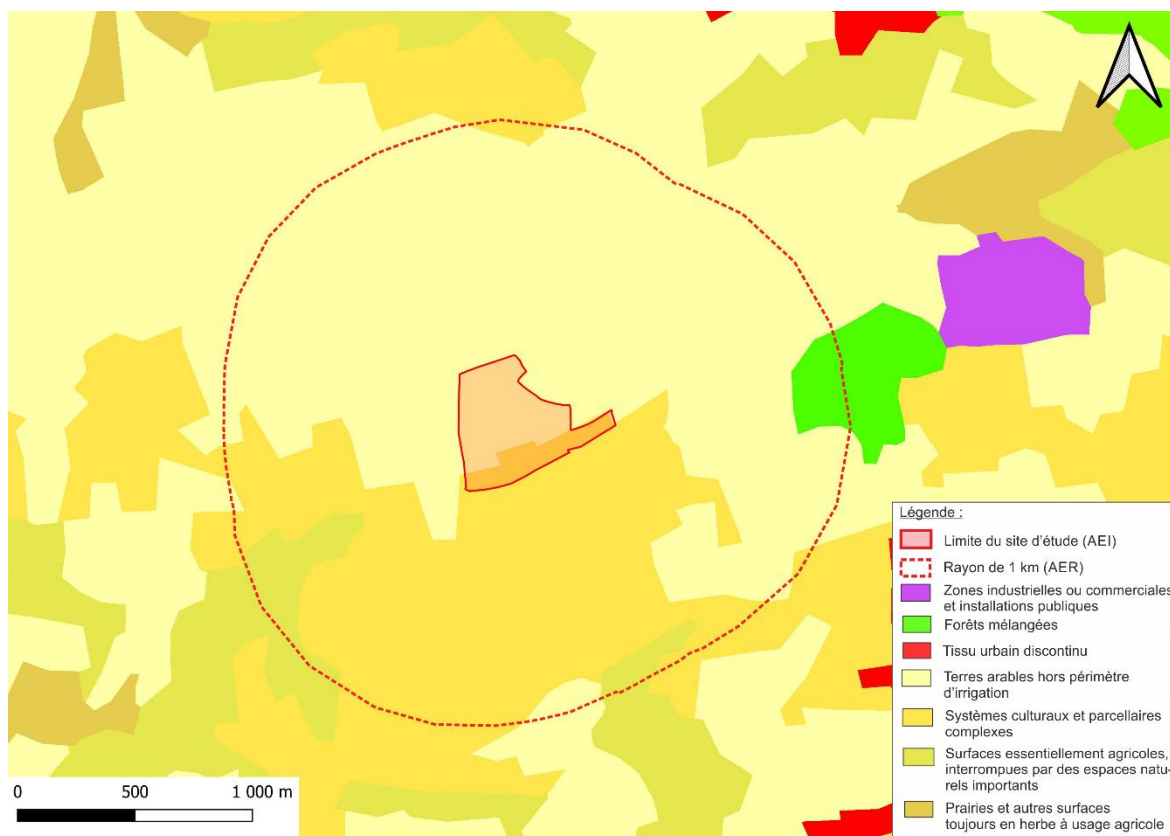 Légende :
Limite du site d'étude (AEI)
Rayon de 1 km (AER)
Zones industrielles ou commerciales
et installations publiques
Forêts mélangées
Tissu urbain discontinu
Terres arables hors périmètre
d'irrigation
Systèmes culturaux et parcellaires
complexes
Surfaces essentiellement agricoles,
interrompues par des espaces natu-
rels importants
Prairies et autres surfaces
toujours en herbe à usage agricole
0 500 1 000 m